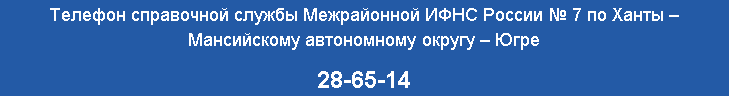 Телефон справочной службы Межрайонной ИФНС России № 7 по Ханты –
Мансийскому автономному округу – Югре
28-65-14